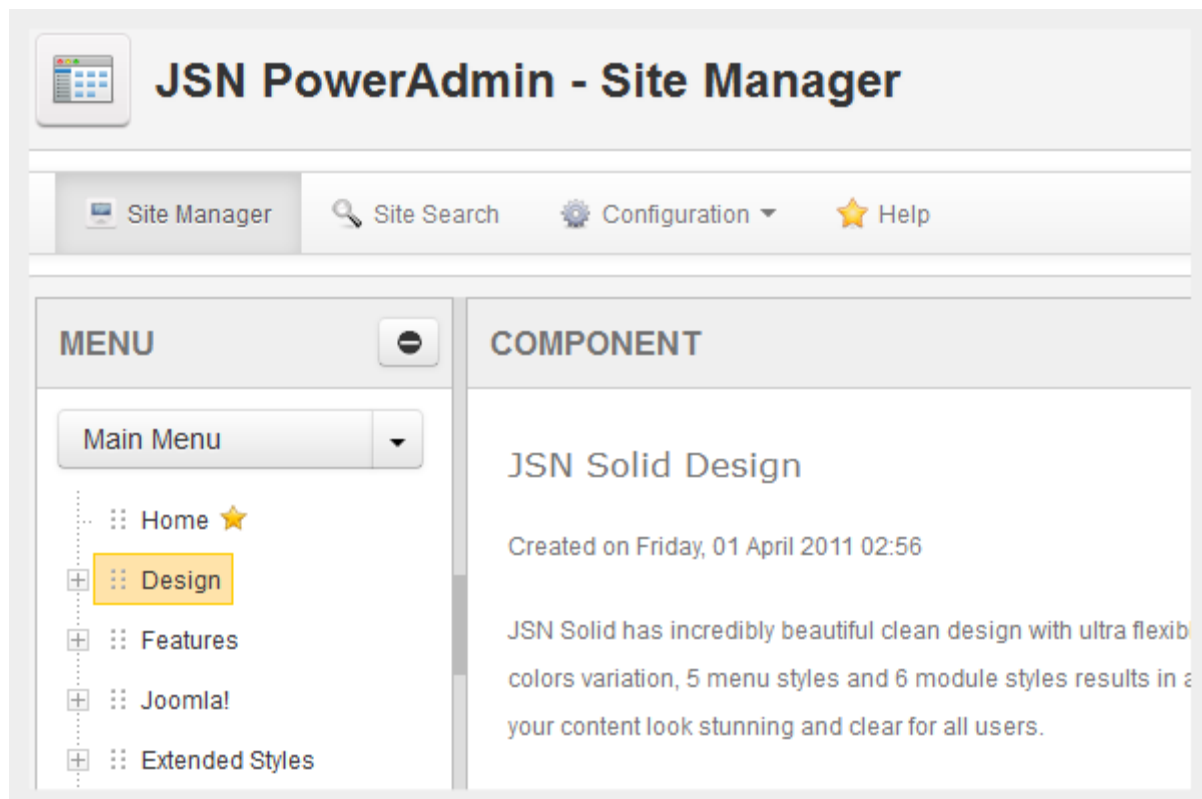 JSN PowerAdmin - Site Manager
Site Manager Site Search Configuration Help
MENU
COMPONENT
Main Menu
Home
Design
Features
Joomla!
Extended Styles
JSN Solid Design
Created on Friday, 01 April 2011 02:56
JSN Solid has incredibly beautiful clean design with ultra
colors variation, 5 menu styles and 6 module styles results in
your content look stunning and clear for all users.